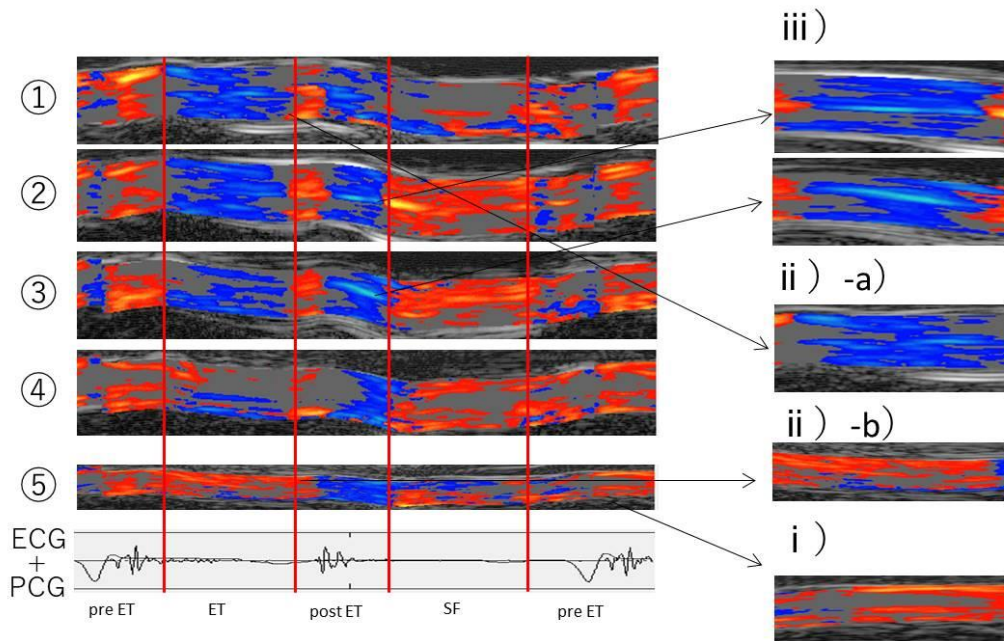 iii）
①
②
③
ii）-a）
④
ii）-b）
⑤
i）
ECG
+
PCG
pre ET
ET
post ET
SF
pre ET